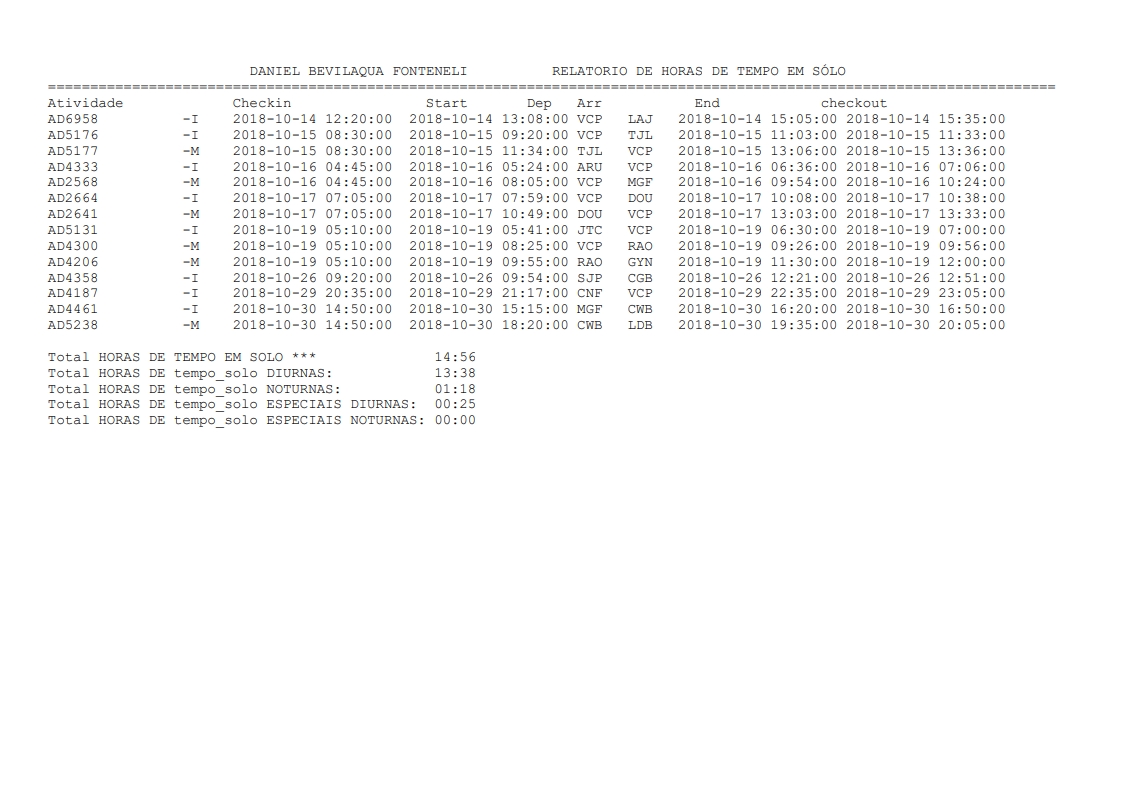 DANIEL BEVILAQUA FONTENELI          RELATORIO DE HORAS DE TEMPO EM SÓLO
========================================================================================================================
Atividade             Checkin                Start       Dep   Arr           End            checkout
AD6958          -I    2018-10-14 12:20:00  2018-10-14 13:08:00 VCP   LAJ   2018-10-14 15:05:00 2018-10-14 15:35:00
AD5176          -I    2018-10-15 08:30:00  2018-10-15 09:20:00 VCP   TJL   2018-10-15 11:03:00 2018-10-15 11:33:00
AD5177          -M    2018-10-15 08:30:00  2018-10-15 11:34:00 TJL   VCP   2018-10-15 13:06:00 2018-10-15 13:36:00
AD4333          -I    2018-10-16 04:45:00  2018-10-16 05:24:00 ARU   VCP   2018-10-16 06:36:00 2018-10-16 07:06:00
AD2568          -M    2018-10-16 04:45:00  2018-10-16 08:05:00 VCP   MGF   2018-10-16 09:54:00 2018-10-16 10:24:00
AD2664          -I    2018-10-17 07:05:00  2018-10-17 07:59:00 VCP   DOU   2018-10-17 10:08:00 2018-10-17 10:38:00
AD2641          -M    2018-10-17 07:05:00  2018-10-17 10:49:00 DOU   VCP   2018-10-17 13:03:00 2018-10-17 13:33:00
AD5131          -I    2018-10-19 05:10:00  2018-10-19 05:41:00 JTC   VCP   2018-10-19 06:30:00 2018-10-19 07:00:00
AD4300          -M    2018-10-19 05:10:00  2018-10-19 08:25:00 VCP   RAO   2018-10-19 09:26:00 2018-10-19 09:56:00
AD4206          -M    2018-10-19 05:10:00  2018-10-19 09:55:00 RAO   GYN   2018-10-19 11:30:00 2018-10-19 12:00:00
AD4358          -I    2018-10-26 09:20:00  2018-10-26 09:54:00 SJP   CGB   2018-10-26 12:21:00 2018-10-26 12:51:00
AD4187          -I    2018-10-29 20:35:00  2018-10-29 21:17:00 CNF   VCP   2018-10-29 22:35:00 2018-10-29 23:05:00
AD4461          -I    2018-10-30 14:50:00  2018-10-30 15:15:00 MGF   CWB   2018-10-30 16:20:00 2018-10-30 16:50:00
AD5238          -M    2018-10-30 14:50:00  2018-10-30 18:20:00 CWB   LDB   2018-10-30 19:35:00 2018-10-30 20:05:00
Total HORAS DE TEMPO EM SOLO ***              14:56
Total HORAS DE tempo_solo DIURNAS:            13:38
Total HORAS DE tempo_solo NOTURNAS:           01:18
Total HORAS DE tempo_solo ESPECIAIS DIURNAS:  00:25
Total HORAS DE tempo_solo ESPECIAIS NOTURNAS: 00:00